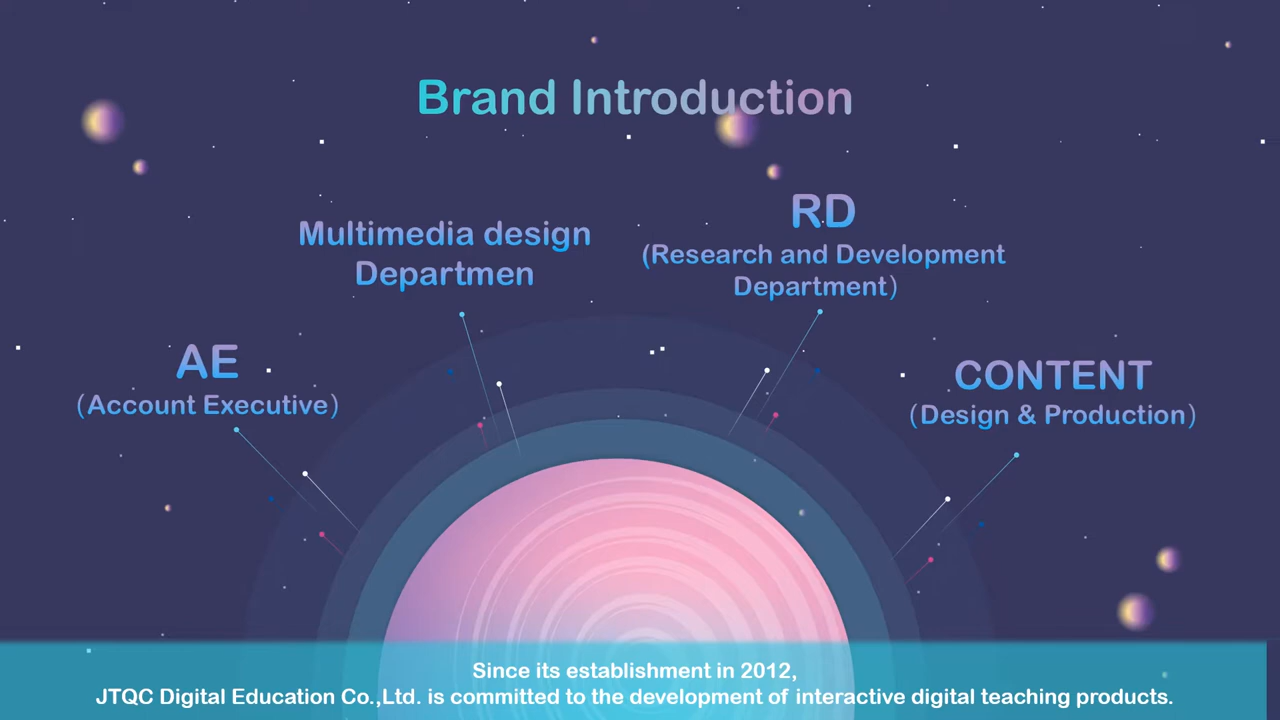 Brand Introduction
Multimedia design
Departmen
RD
(Research and Development
Department)
AE
(Account Executive)
CONTENT
(Design & Production)
Since its establishment in 2012,
JTQC Digital Education Co.,Ltd. is committed to the development of interactive digital teaching products.